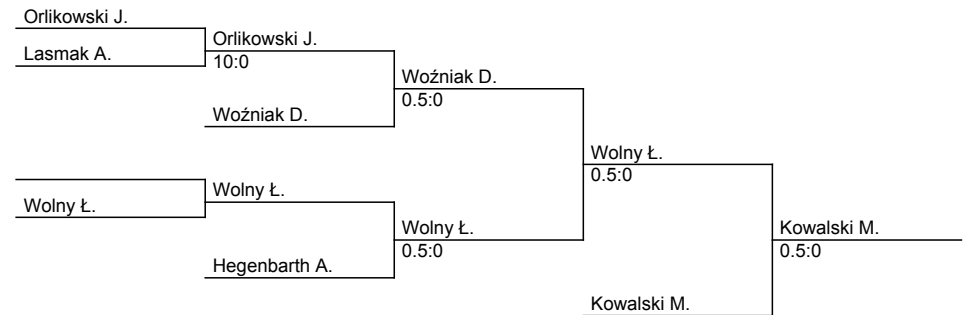 Orlikowski J.
Lasmak A.
Orlikowski J.
10:0
Woźniak D.
Woźniak D.
0.5:0
Wolny Ł.
Wolny Ł.
Hegenbarth A.
Wolny Ł.
0.5:0
Wolny Ł.
0.5:0
Kowalski M.
Kowalski M.
0.5:0